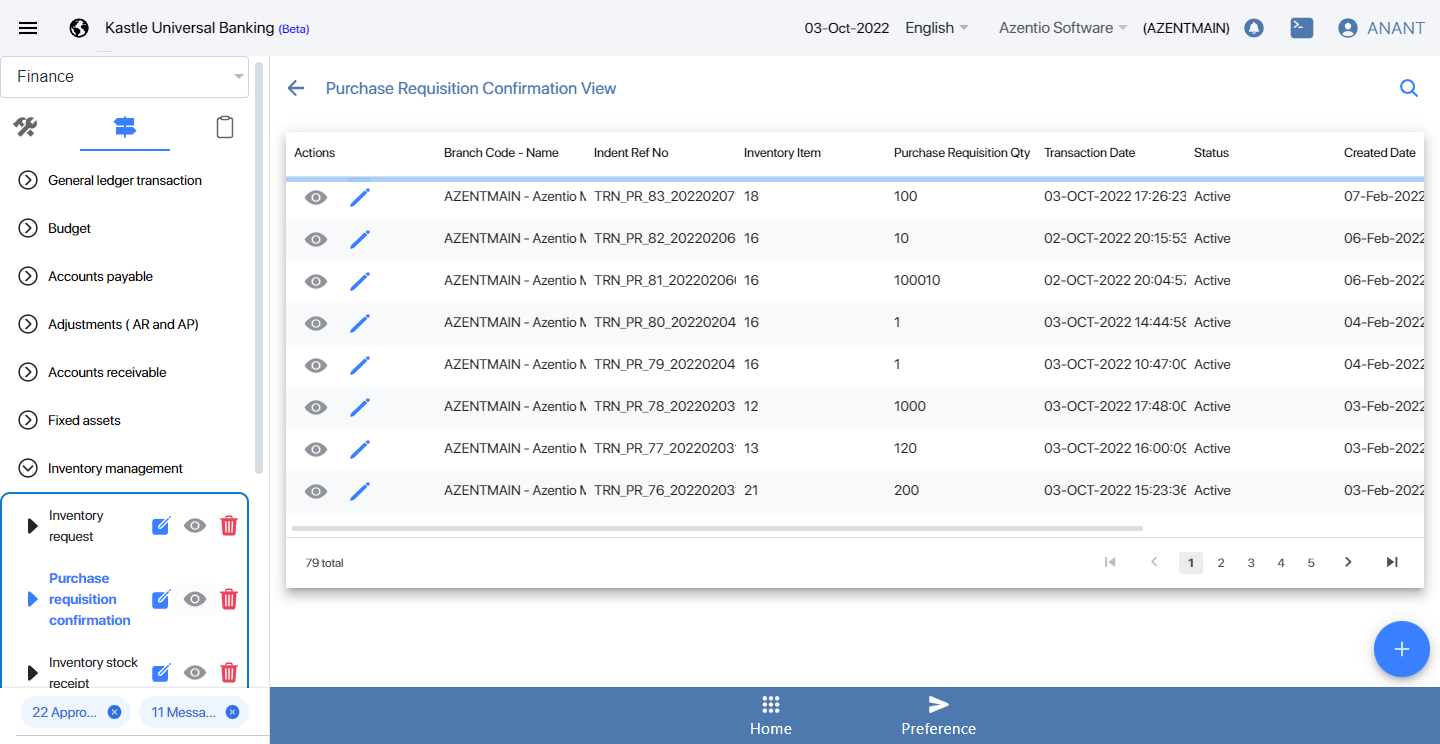 Kastle Universal Banking (Beta)
03-Oct-2022 English Azentio Software (AZENTMAIN) ANANT
Finance
General ledger transaction
Budget
Accounts payable
Adjustments ( AR and AP)
Accounts receivable
Fixed assets
Inventory management
Inventory
request
Purchase
requisition
confirmation
Inventory stock
receipt
22 Appro... 11 Messa...
Purchase Requisition Confirmation View
Actions Branch Code - Name Indent Ref No Inventory Item Purchase Requisition Qty Transaction Date Status Created Date
AZENTMAIN - Azentio M TRN_PR_83_20220207 18 100 03-OCT-2022 17:26:23 Active 07-Feb-2022
AZENTMAIN - Azentio M TRN_PR_82_20220206 16 10 02-OCT-2022 20:15:53 Active 06-Feb-2022
AZENTMAIN - Azentio M TRN_PR_81_20220206 16 100010 02-OCT-2022 20:04:57 Active 06-Feb-2022
AZENTMAIN - Azentio M TRN_PR_80_20220204 16 1 03-OCT-2022 14:44:58 Active 04-Feb-2022
AZENTMAIN - Azentio M TRN_PR_79_20220204 16 1 03-OCT-2022 10:47:00 Active 04-Feb-2022
AZENTMAIN - Azentio M TRN_PR_78_20220203 12 1000 03-OCT-2022 17:48:00 Active 03-Feb-2022
AZENTMAIN - Azentio M TRN_PR_77_20220203 13 120 03-OCT-2022 16:00:09 Active 03-Feb-2022
AZENTMAIN - Azentio M TRN_PR_76_20220203 21 200 03-OCT-2022 15:23:36 Active 03-Feb-2022
79 total 1 2 3 4 5
Home Preference